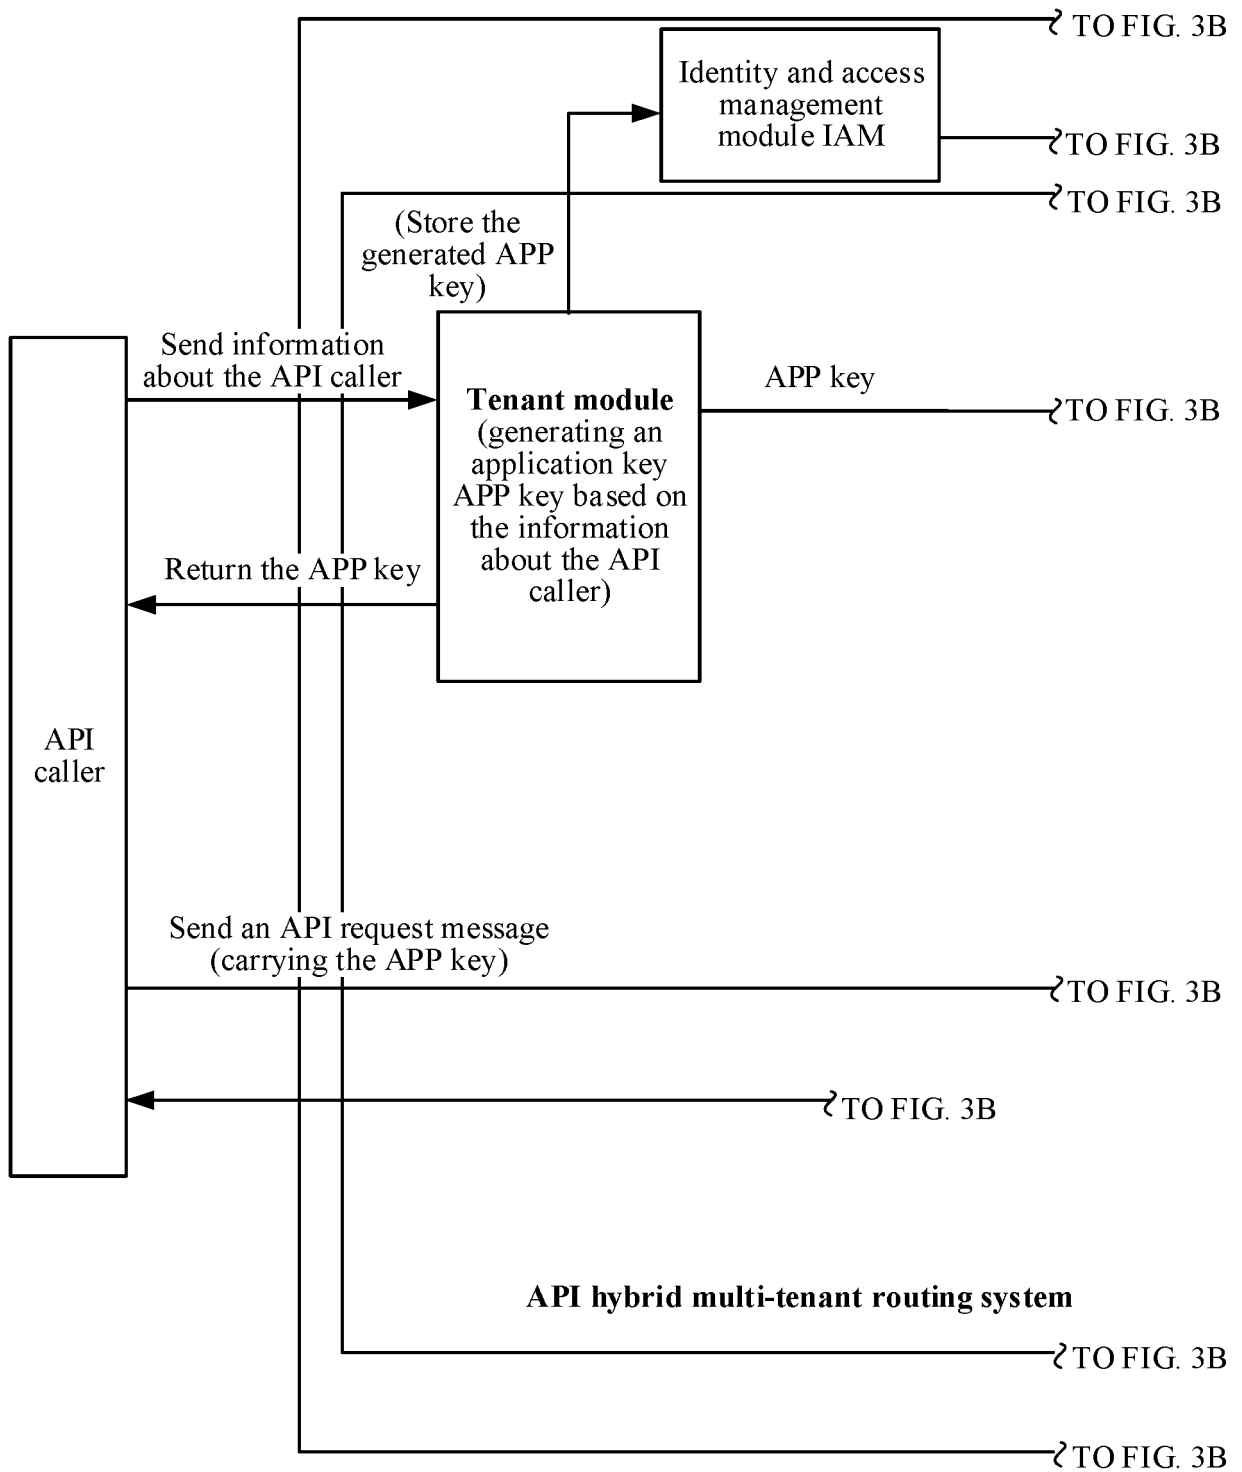 TO FIG. 3B
Identity and access
management
module IAM
TO FIG. 3B
TO FIG. 3B
(Store the
generated APP
key)
Send information
about the API caller
Tenant module
(generating an
application key
APP key based on
the information
about the API
caller)
APP key
TO FIG. 3B
Return the APP key
API
caller
Send an API request message
(carrying the APP key)
TO FIG. 3B
TO FIG. 3B
API hybrid multi-tenant routing system
TO FIG. 3B
TO FIG. 3B